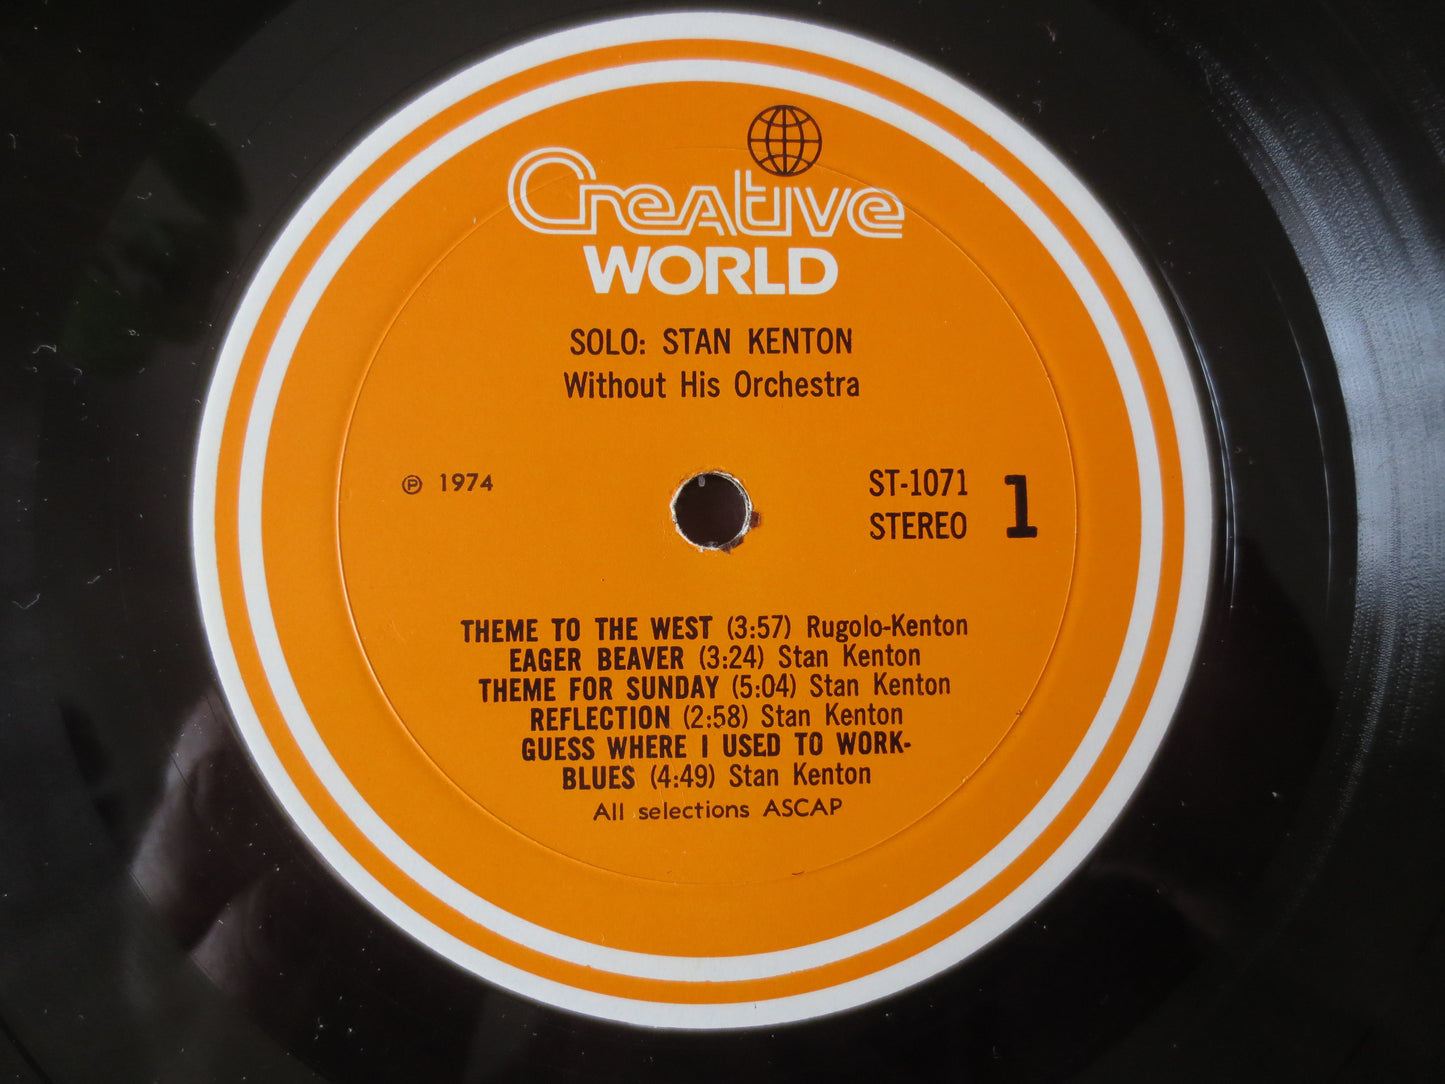 Creative
WORLD
SOLO: STAN KENTON
Without His Orchestra
℗ 1974
ST-1071
STEREO
1
THEME TO THE WEST (3:57) Rugolo-Kenton
EAGER BEAVER (3:24) Stan Kenton
THEME FOR SUNDAY (5:04) Stan Kenton
REFLECTION (2:58) Stan Kenton
GUESS WHERE I USED TO WORK-
BLUES (4:49) Stan Kenton
All selections ASCAP